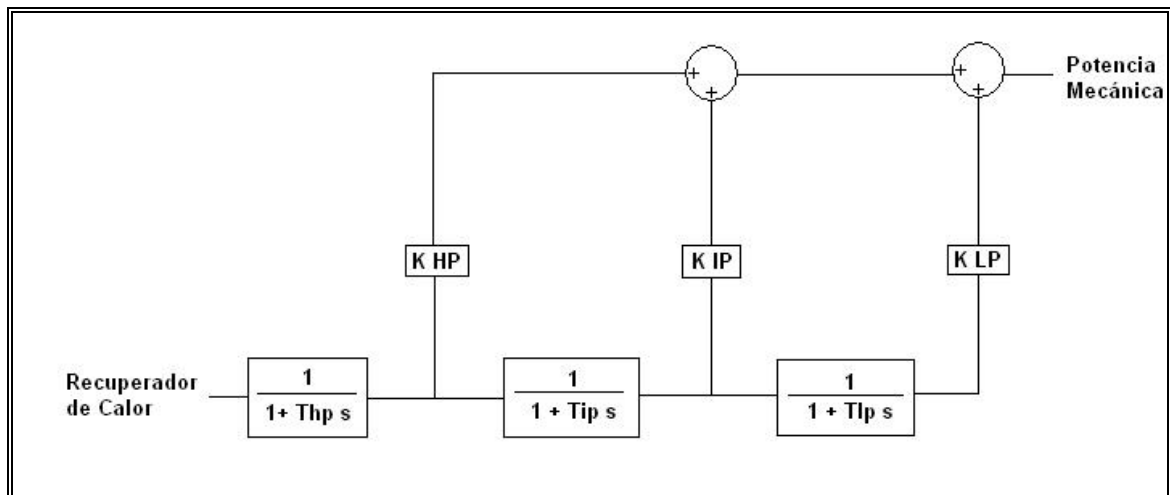 Potencia
Mecánica
K HP
K IP
K LP
Recuperador
de Calor
1
1+ Thp s
1
1 + Tip s
1
1 + Tlp s
+
+
+
+